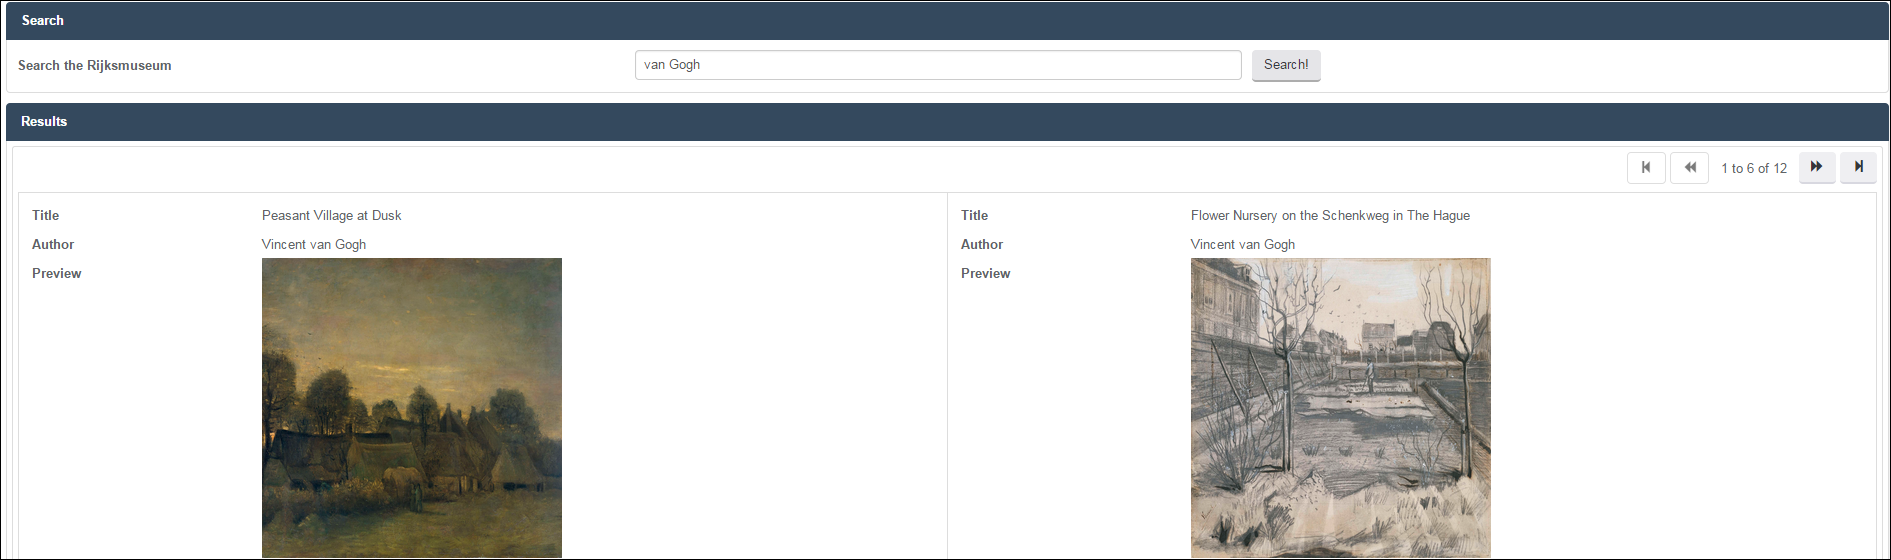 Search
Search the Rijksmuseum van Gogh Search!
Results
1 to 6 of 12
Title Peasant Village at Dusk Title Flower Nursery on the Schenkweg in The Hague
Author Vincent van Gogh Author Vincent van Gogh
Preview Preview